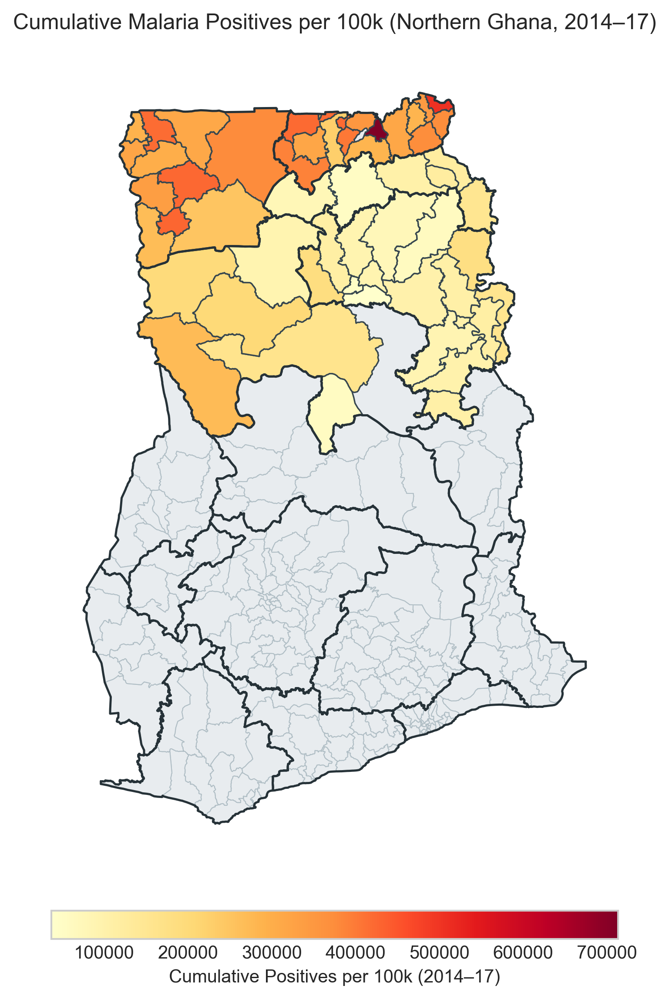 Cumulative Malaria Positives per 100k (Northern Ghana, 2014–17)
100000 200000 300000 400000 500000 600000 700000
Cumulative Positives per 100k (2014–17)